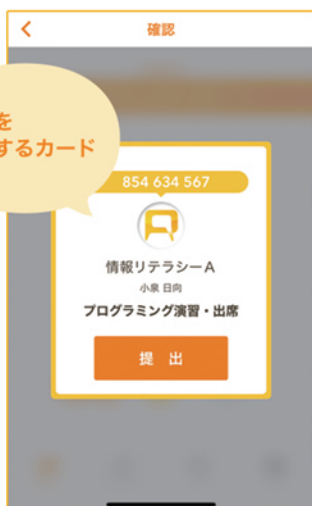 確認
を
するカード
854 634 567
情報リテラシーA
小泉 日向
プログラミング演習・出席
提 出